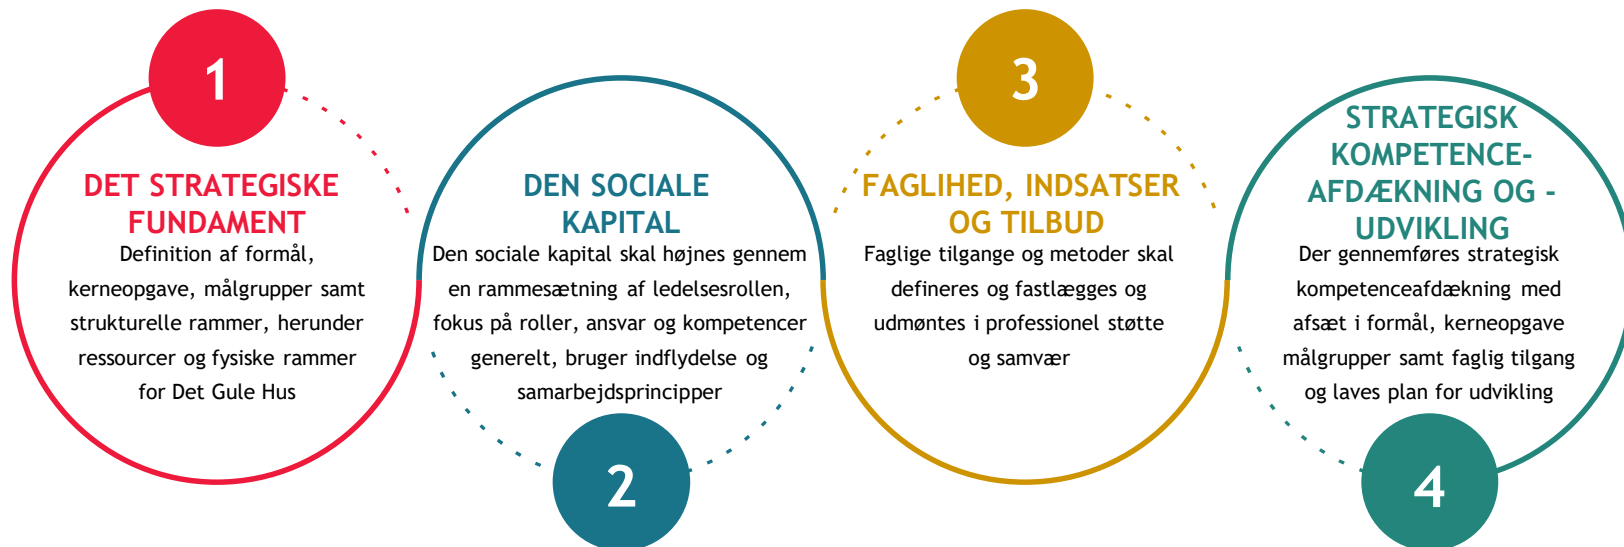 1
DET STRATEGISKE
FUNDAMENT
Definition af formål,
kerneopgave, målgrupper samt
strukturelle rammer, herunder
ressourcer og fysiske rammer
for Det Gule Hus
DEN SOCIALE
KAPITAL
Den sociale kapital skal højnes gennem
en rammesætning af ledelsesrollen,
fokus på roller, ansvar og kompetencer
generelt, bruger indflydelse og
samarbejdsprincipper
2
3
FAGLIHED, INDSATSER
OG TILBUD
Faglige tilgange og metoder skal
defineres og fastlægges og
udmøntes i professionel støtte
og samvær
STRATEGISK
KOMPETENCE-
AFDÆKNING OG -
UDVIKLING
Der gennemføres strategisk
kompetenceafdækning med
afsæt i formål, kerneopgave
målgrupper samt faglig tilgang
og laves plan for udvikling
4